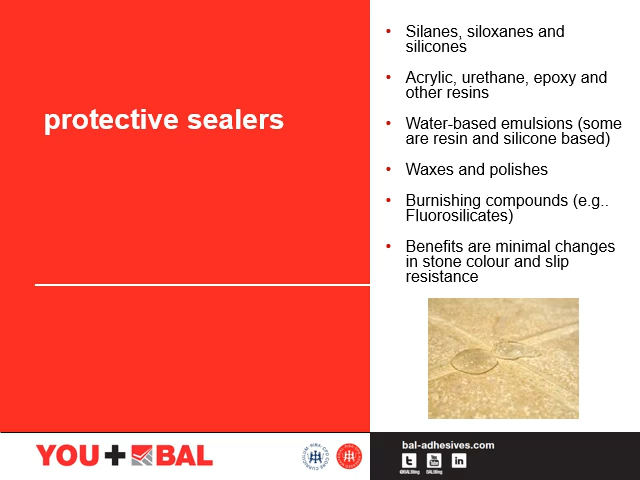 protective sealers
• Silanes, siloxanes and
silicones
• Acrylic, urethane, epoxy and
other resins
• Water-based emulsions (some
are resin and silicone based)
• Waxes and polishes
• Burnishing compounds (e.g..
Fluorosilicates)
• Benefits are minimal changes
in stone colour and slip
resistance
YOU+BAL
bal-adhesives.com